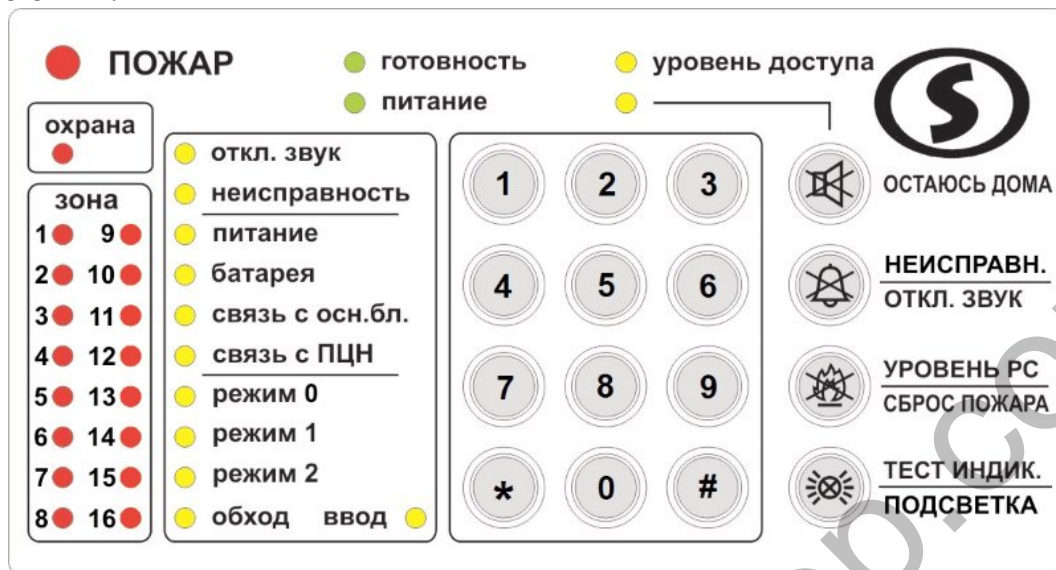 ПОЖАР
готовность
питание
уровень доступа
охрана
зона
1 9
2 10
3 11
4 12
5 13
6 14
7 15
8 16
откл. звук
неисправность
питание
батарея
связь с осн.бл.
связь с ПЦН
режим 0
режим 1
режим 2
обход ввод
1 2 3
4 5 6
7 8 9
* 0 #
S
ОСТАЮСЬ ДОМА
НЕИСПРАВН.
ОТКЛ. ЗВУК
УРОВЕНЬ РС
СБРОС ПОЖАРА
ТЕСТ ИНДИК.
ПОДСВЕТКА